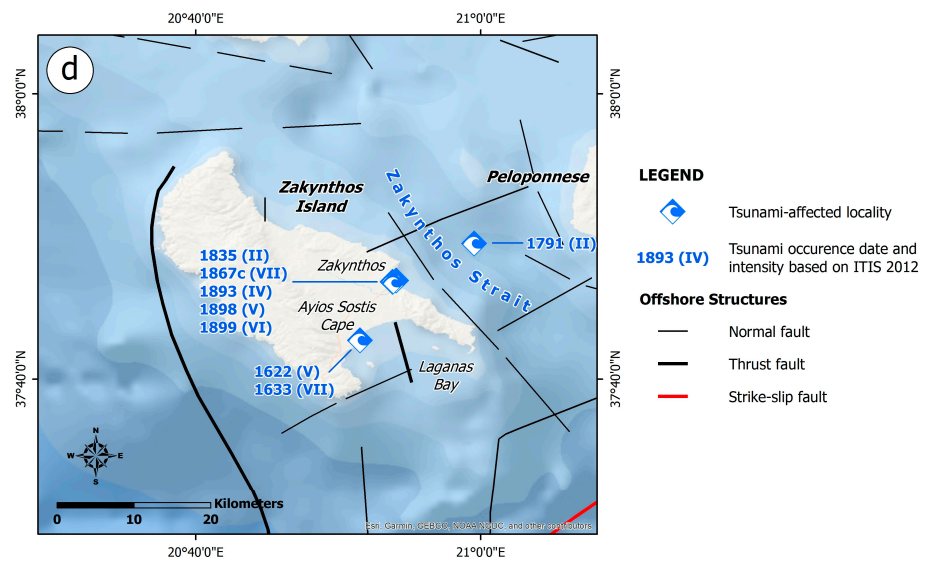 20°40'0"E
21°0'0"E
d
38°0'0"N
38°0'0"N
Zakynthos
Island
Peloponnese
Zakynthos Strait
1791 (II)
1835 (II)
1867c (VII)
1893 (IV)
1898 (V)
1899 (VI)
Zakynthos
Ayios Sostis
Cape
1622 (V)
1633 (VII)
Laganas
Bay
37°40'0"N
37°40'0"N
N
W
E
S
Kilometers
0
10
20
Esri, Garmin, GEBCO, NOAA NGDC, and other contributors
20°40'0"E
21°0'0"E
LEGEND
Tsunami-affected locality
1893 (IV)
Tsunami occurence date and
intensity based on ITIS 2012
Offshore Structures
Normal fault
Thrust fault
Strike-slip fault